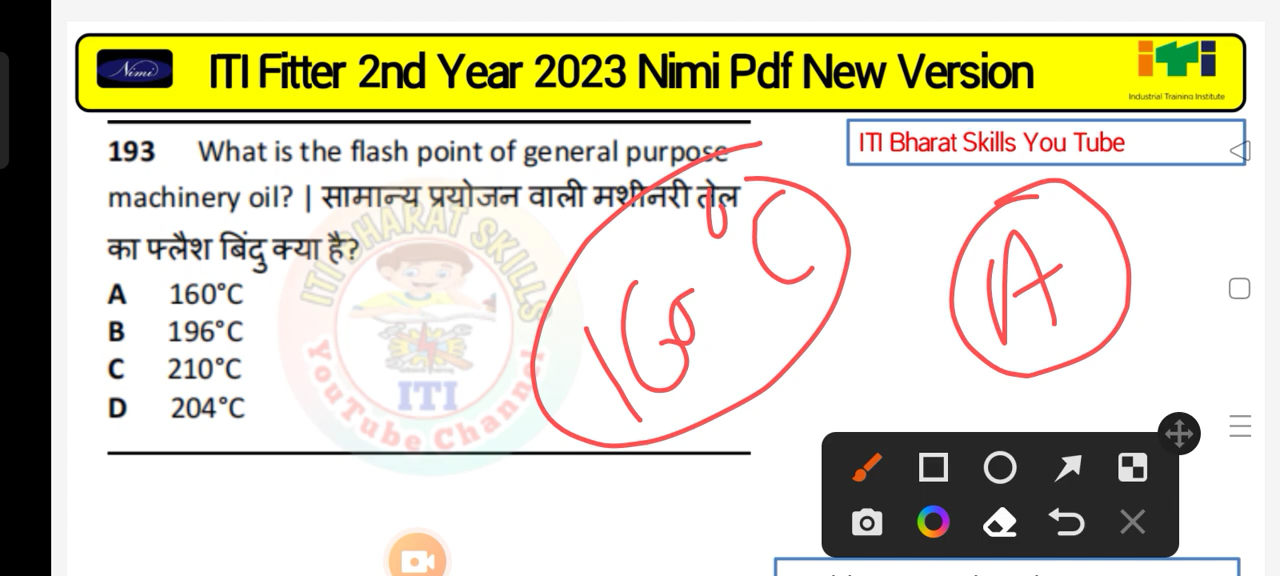 Nimi
ITI Fitter 2nd Year 2023 Nimi Pdf New Version
iTi
Industrial Training Institute
ITI Bharat Skills You Tube
193 What is the flash point of general purpose
machinery oil? | सामान्य प्रयोजन वाली मशीनरी तेल
का फ्लैश बिंदु क्या है?
A 160°C
B 196°C
C 210°C
D 204°C
160°C
A
ITI BHARAT SKILLS
ITI
YouTube Channel